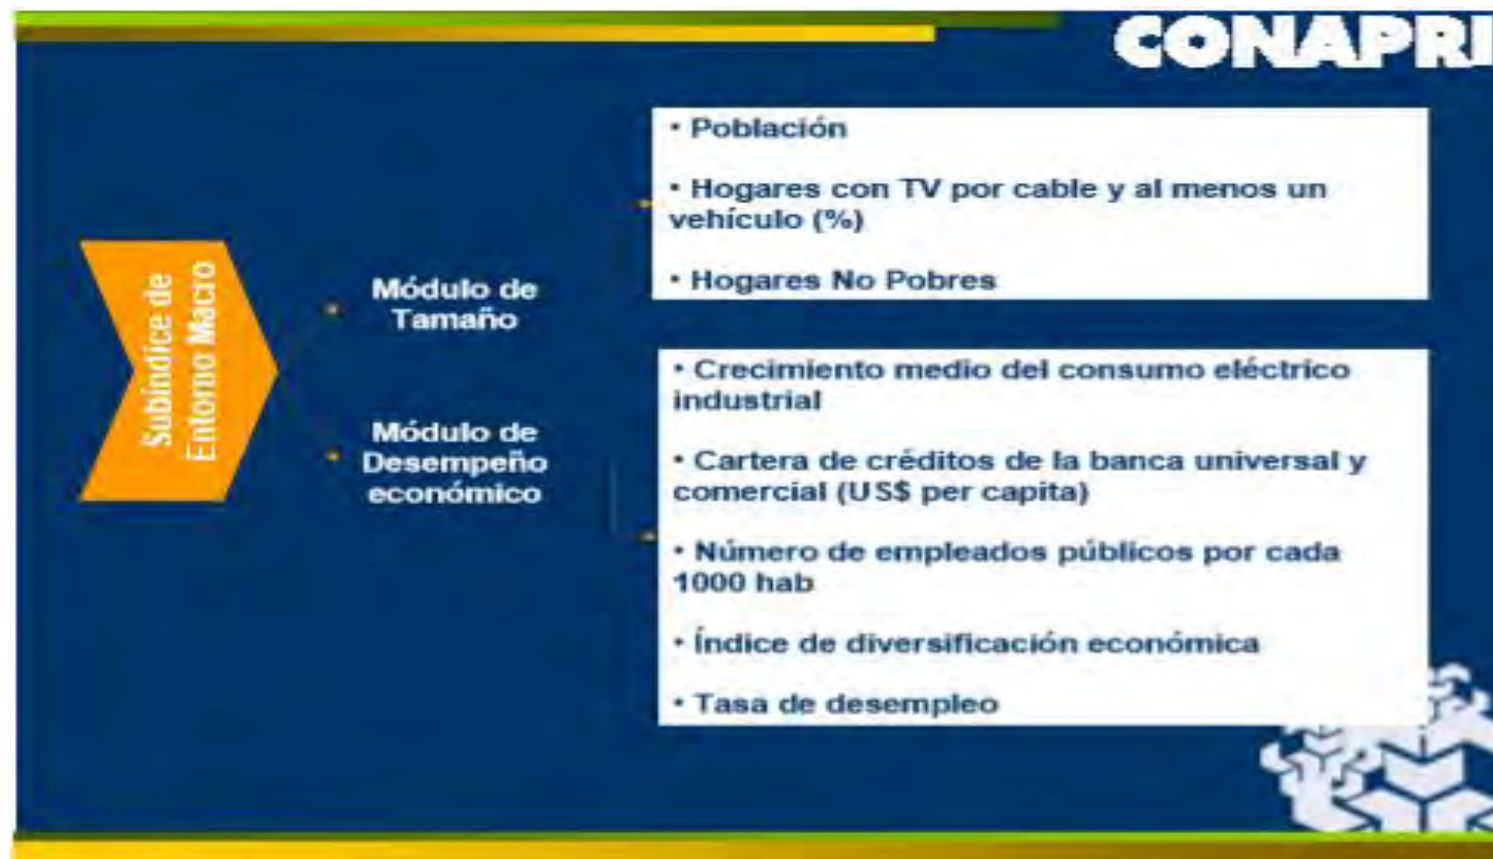 CONAPRI
Subíndice de
Entorno Macro
Módulo de
Tamaño
• Población
• Hogares con TV por cable y al menos un
vehículo (%)
• Hogares No Pobres
Módulo de
Desempeño
económico
• Crecimiento medio del consumo eléctrico
industrial
• Cartera de créditos de la banca universal y
comercial (US$ per capita)
• Número de empleados públicos por cada
1000 hab
• Índice de diversificación económica
• Tasa de desempleo